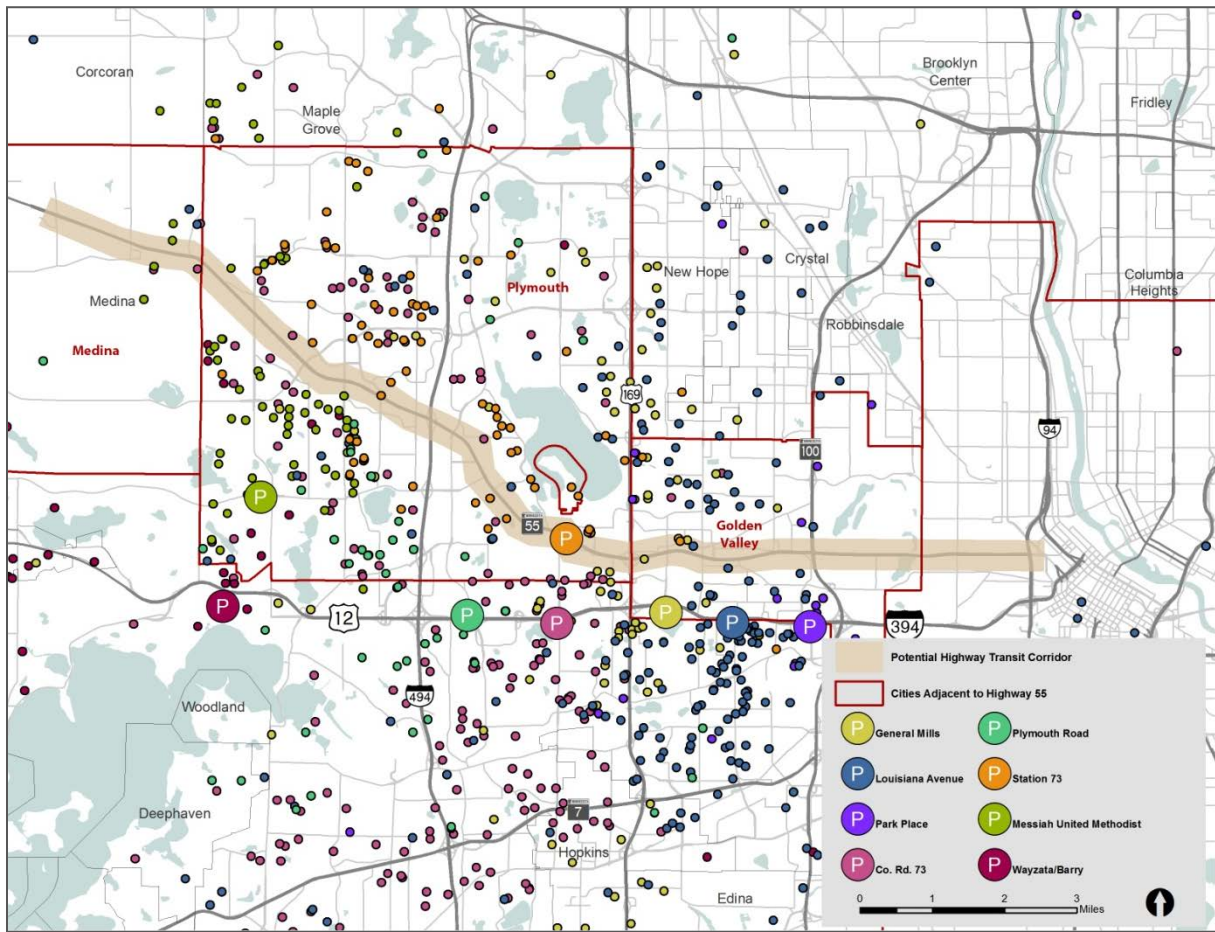 Corcoran
Maple
Grove
Brooklyn
Center
Fridley
Medina
Medina
Plymouth
New Hope
Crystal
Robbinsdale
Columbia
Heights
169
100
94
P
55
P
Golden
Valley
P
12
P
P
P
P
P
394
494
Woodland
Deephaven
7
Hopkins
Edina
Potential Highway Transit Corridor
Cities Adjacent to Highway 55
P General Mills
P Plymouth Road
P Louisiana Avenue
P Station 73
P Park Place
P Messiah United Methodist
P Co. Rd. 73
P Wayzata/Barry
0 1 2 3
Miles